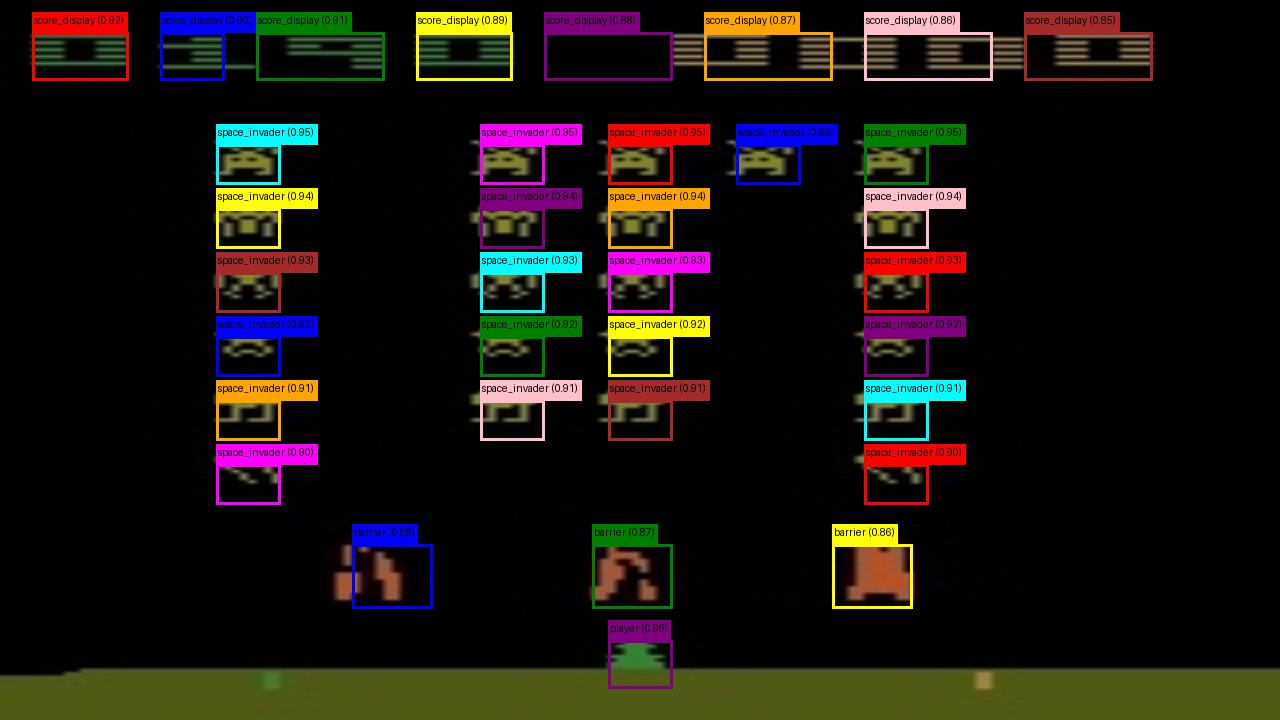 score_display (0.92) score_display (0.90) score_display (0.91) score_display (0.89) score_display (0.88) score_display (0.87) score_display (0.86) score_display (0.85)
space_invader (0.95) space_invader (0.95) space_invader (0.95) space_invader (0.95) space_invader (0.95)
space_invader (0.94) space_invader (0.94) space_invader (0.94) space_invader (0.94)
space_invader (0.93) space_invader (0.93) space_invader (0.93) space_invader (0.93)
space_invader (0.92) space_invader (0.92) space_invader (0.92) space_invader (0.92)
space_invader (0.91) space_invader (0.91) space_invader (0.91) space_invader (0.91)
space_invader (0.90) space_invader (0.90)
barrier (0.88) barrier (0.87) barrier (0.86)
player (0.98)